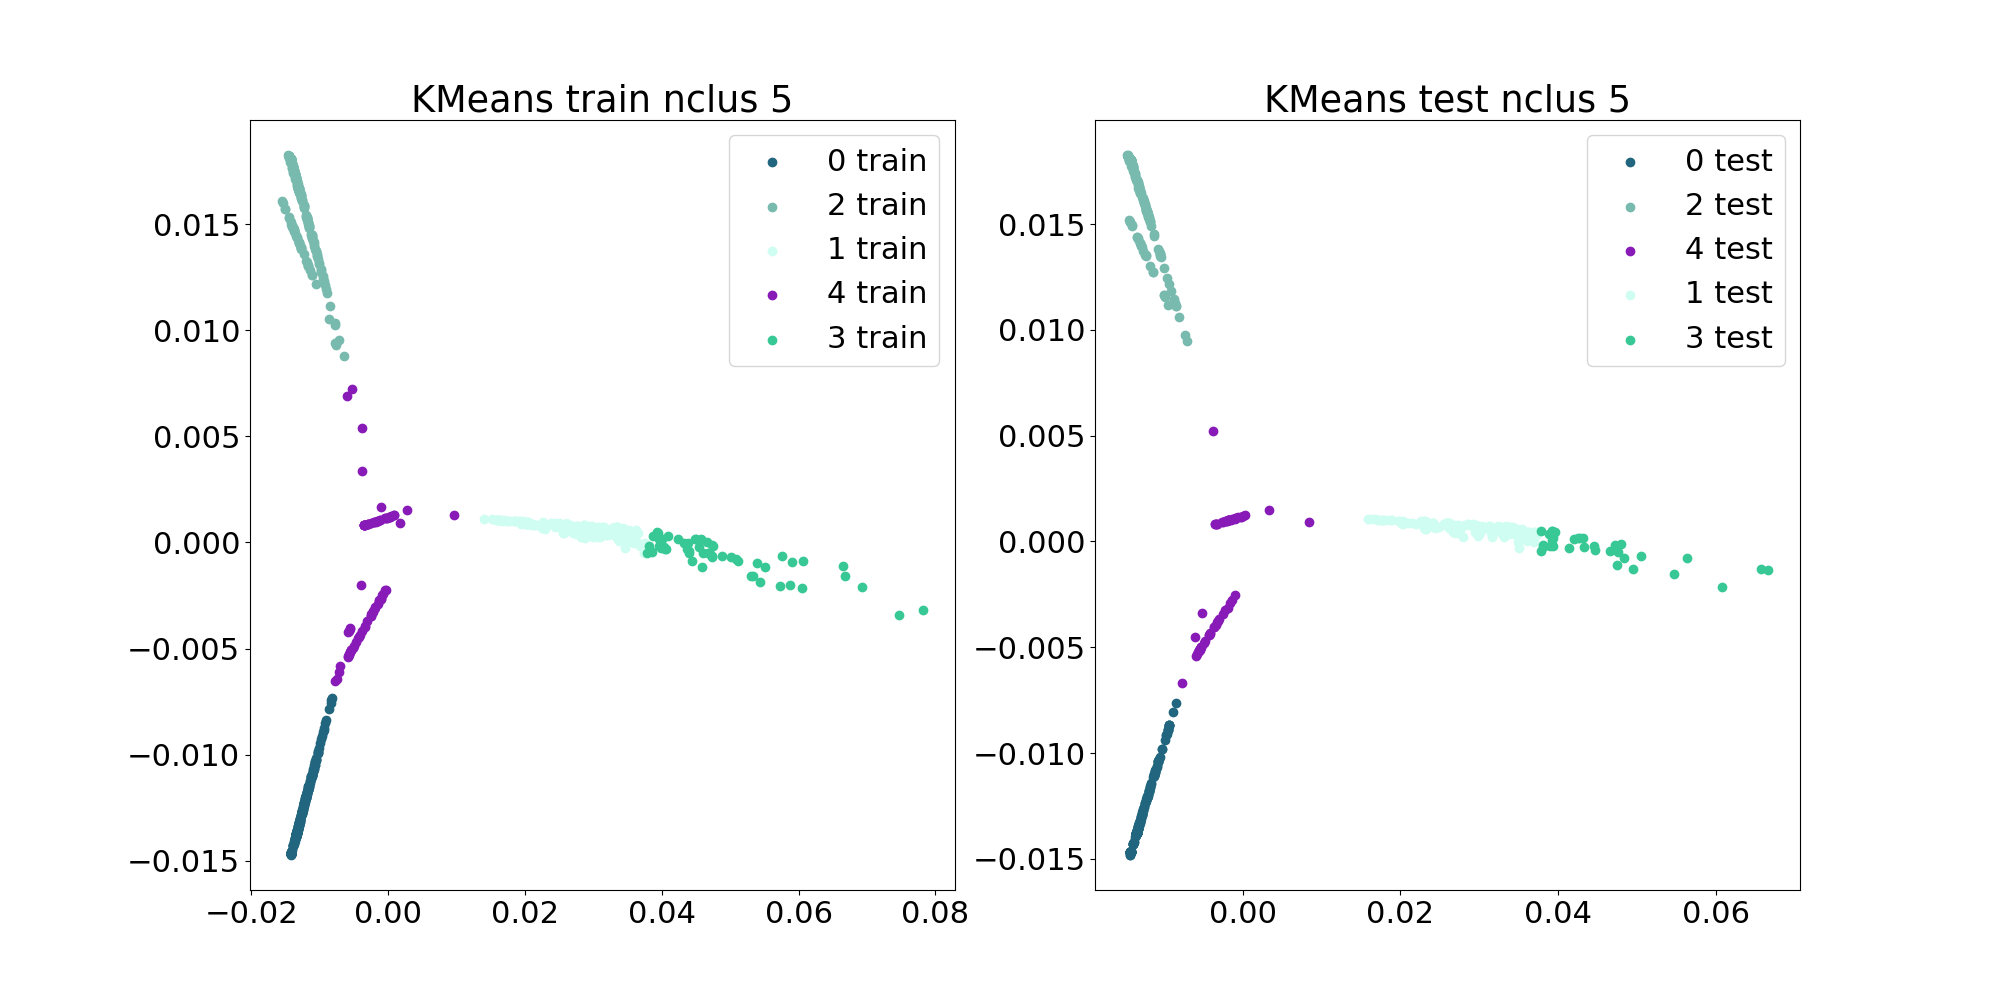 KMeans train nclus 5
0 train
2 train
1 train
4 train
3 train
0.015
0.010
0.005
0.000
−0.005
−0.010
−0.015
−0.02 0.00 0.02 0.04 0.06 0.08
KMeans test nclus 5
0 test
2 test
4 test
1 test
3 test
0.015
0.010
0.005
0.000
−0.005
−0.010
−0.015
0.00 0.02 0.04 0.06